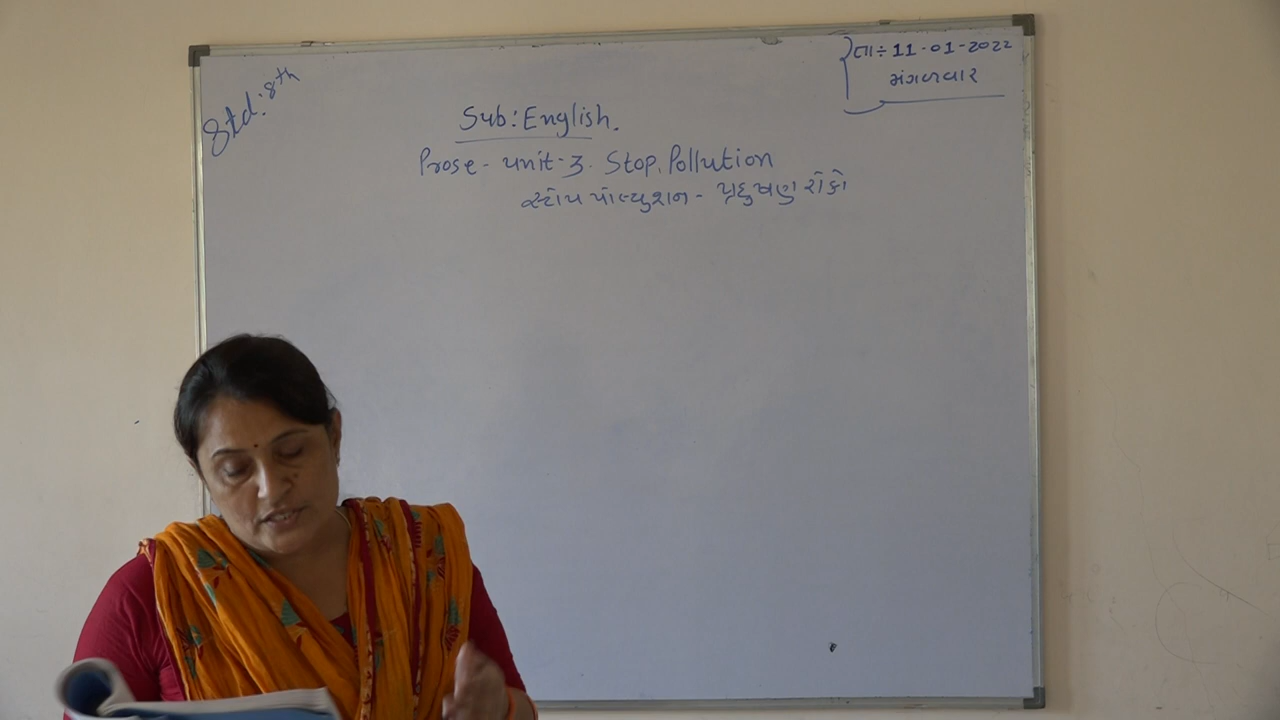 Std: 8th
તા÷ 11-01-2022
મંગળવાર
Sub: English.
Prose - unit-3. Stop. Pollution
સ્ટોપ પોલ્યુશન - પ્રદુષણ રોકો